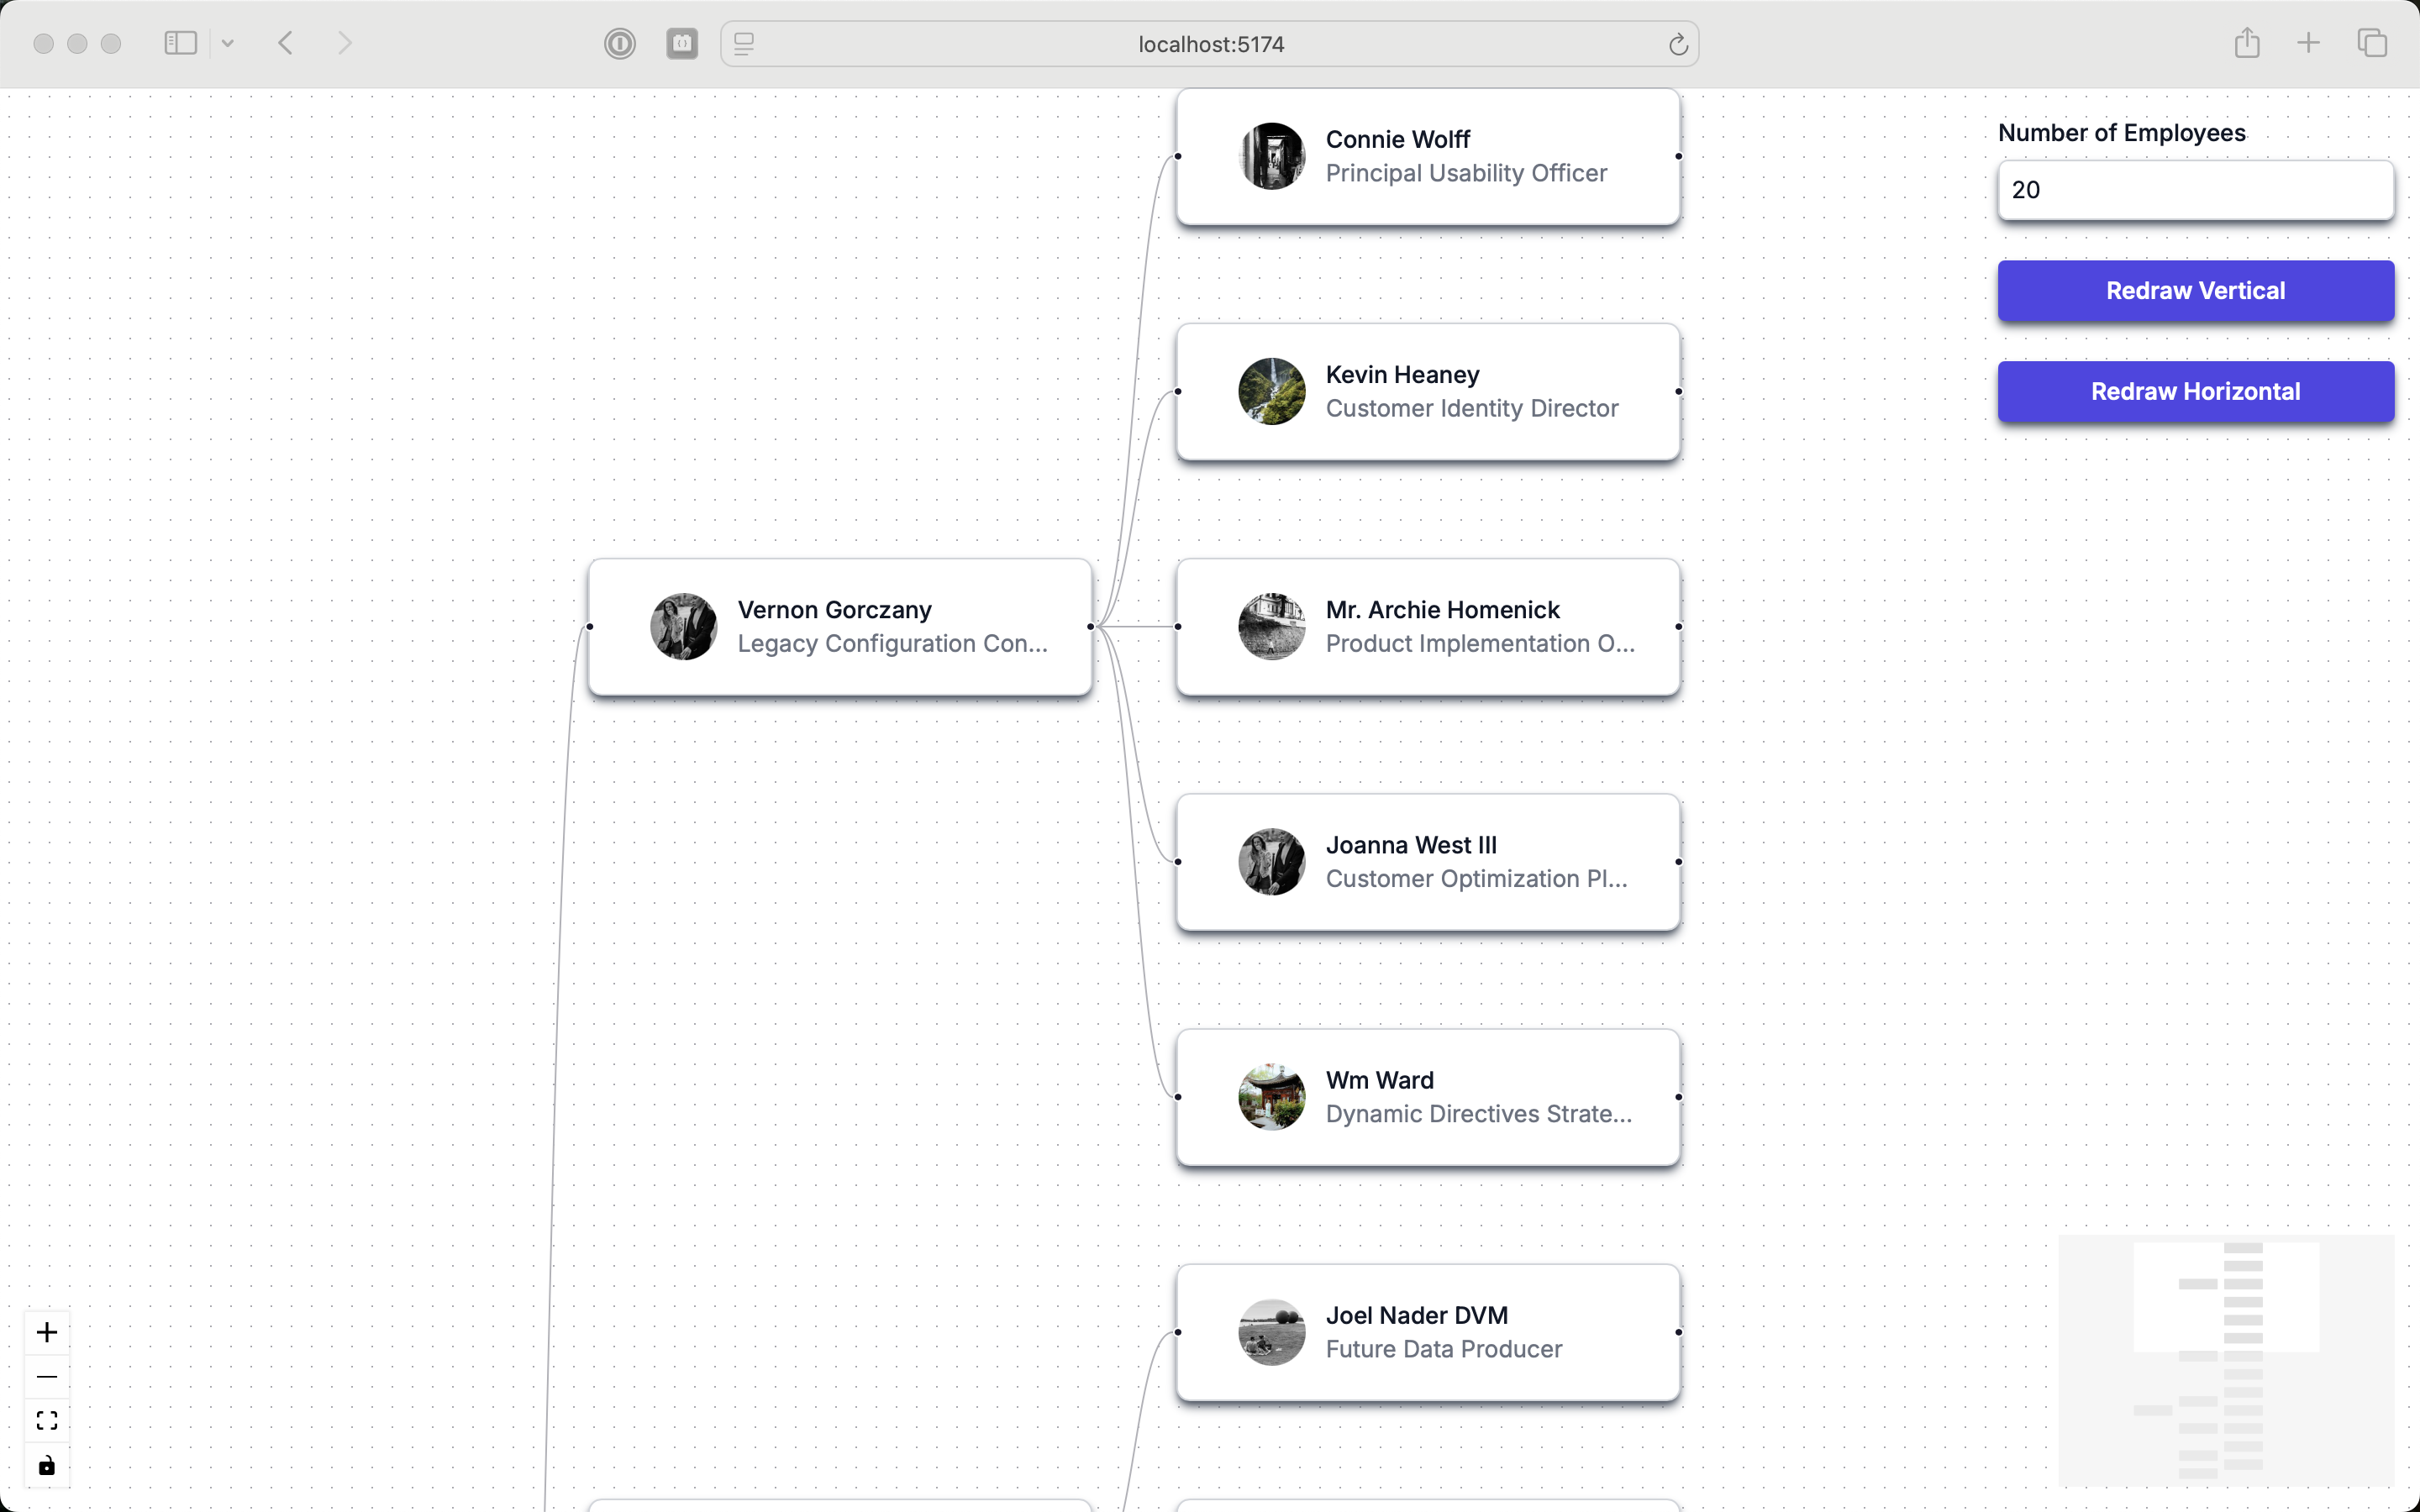 localhost:5174
Connie Wolff
Principal Usability Officer
Number of Employees
20
Redraw Vertical
Redraw Horizontal
Kevin Heaney
Customer Identity Director
Vernon Gorczany
Legacy Configuration Con...
Mr. Archie Homenick
Product Implementation O...
Joanna West III
Customer Optimization Pl...
Wm Ward
Dynamic Directives Strate...
Joel Nader DVM
Future Data Producer